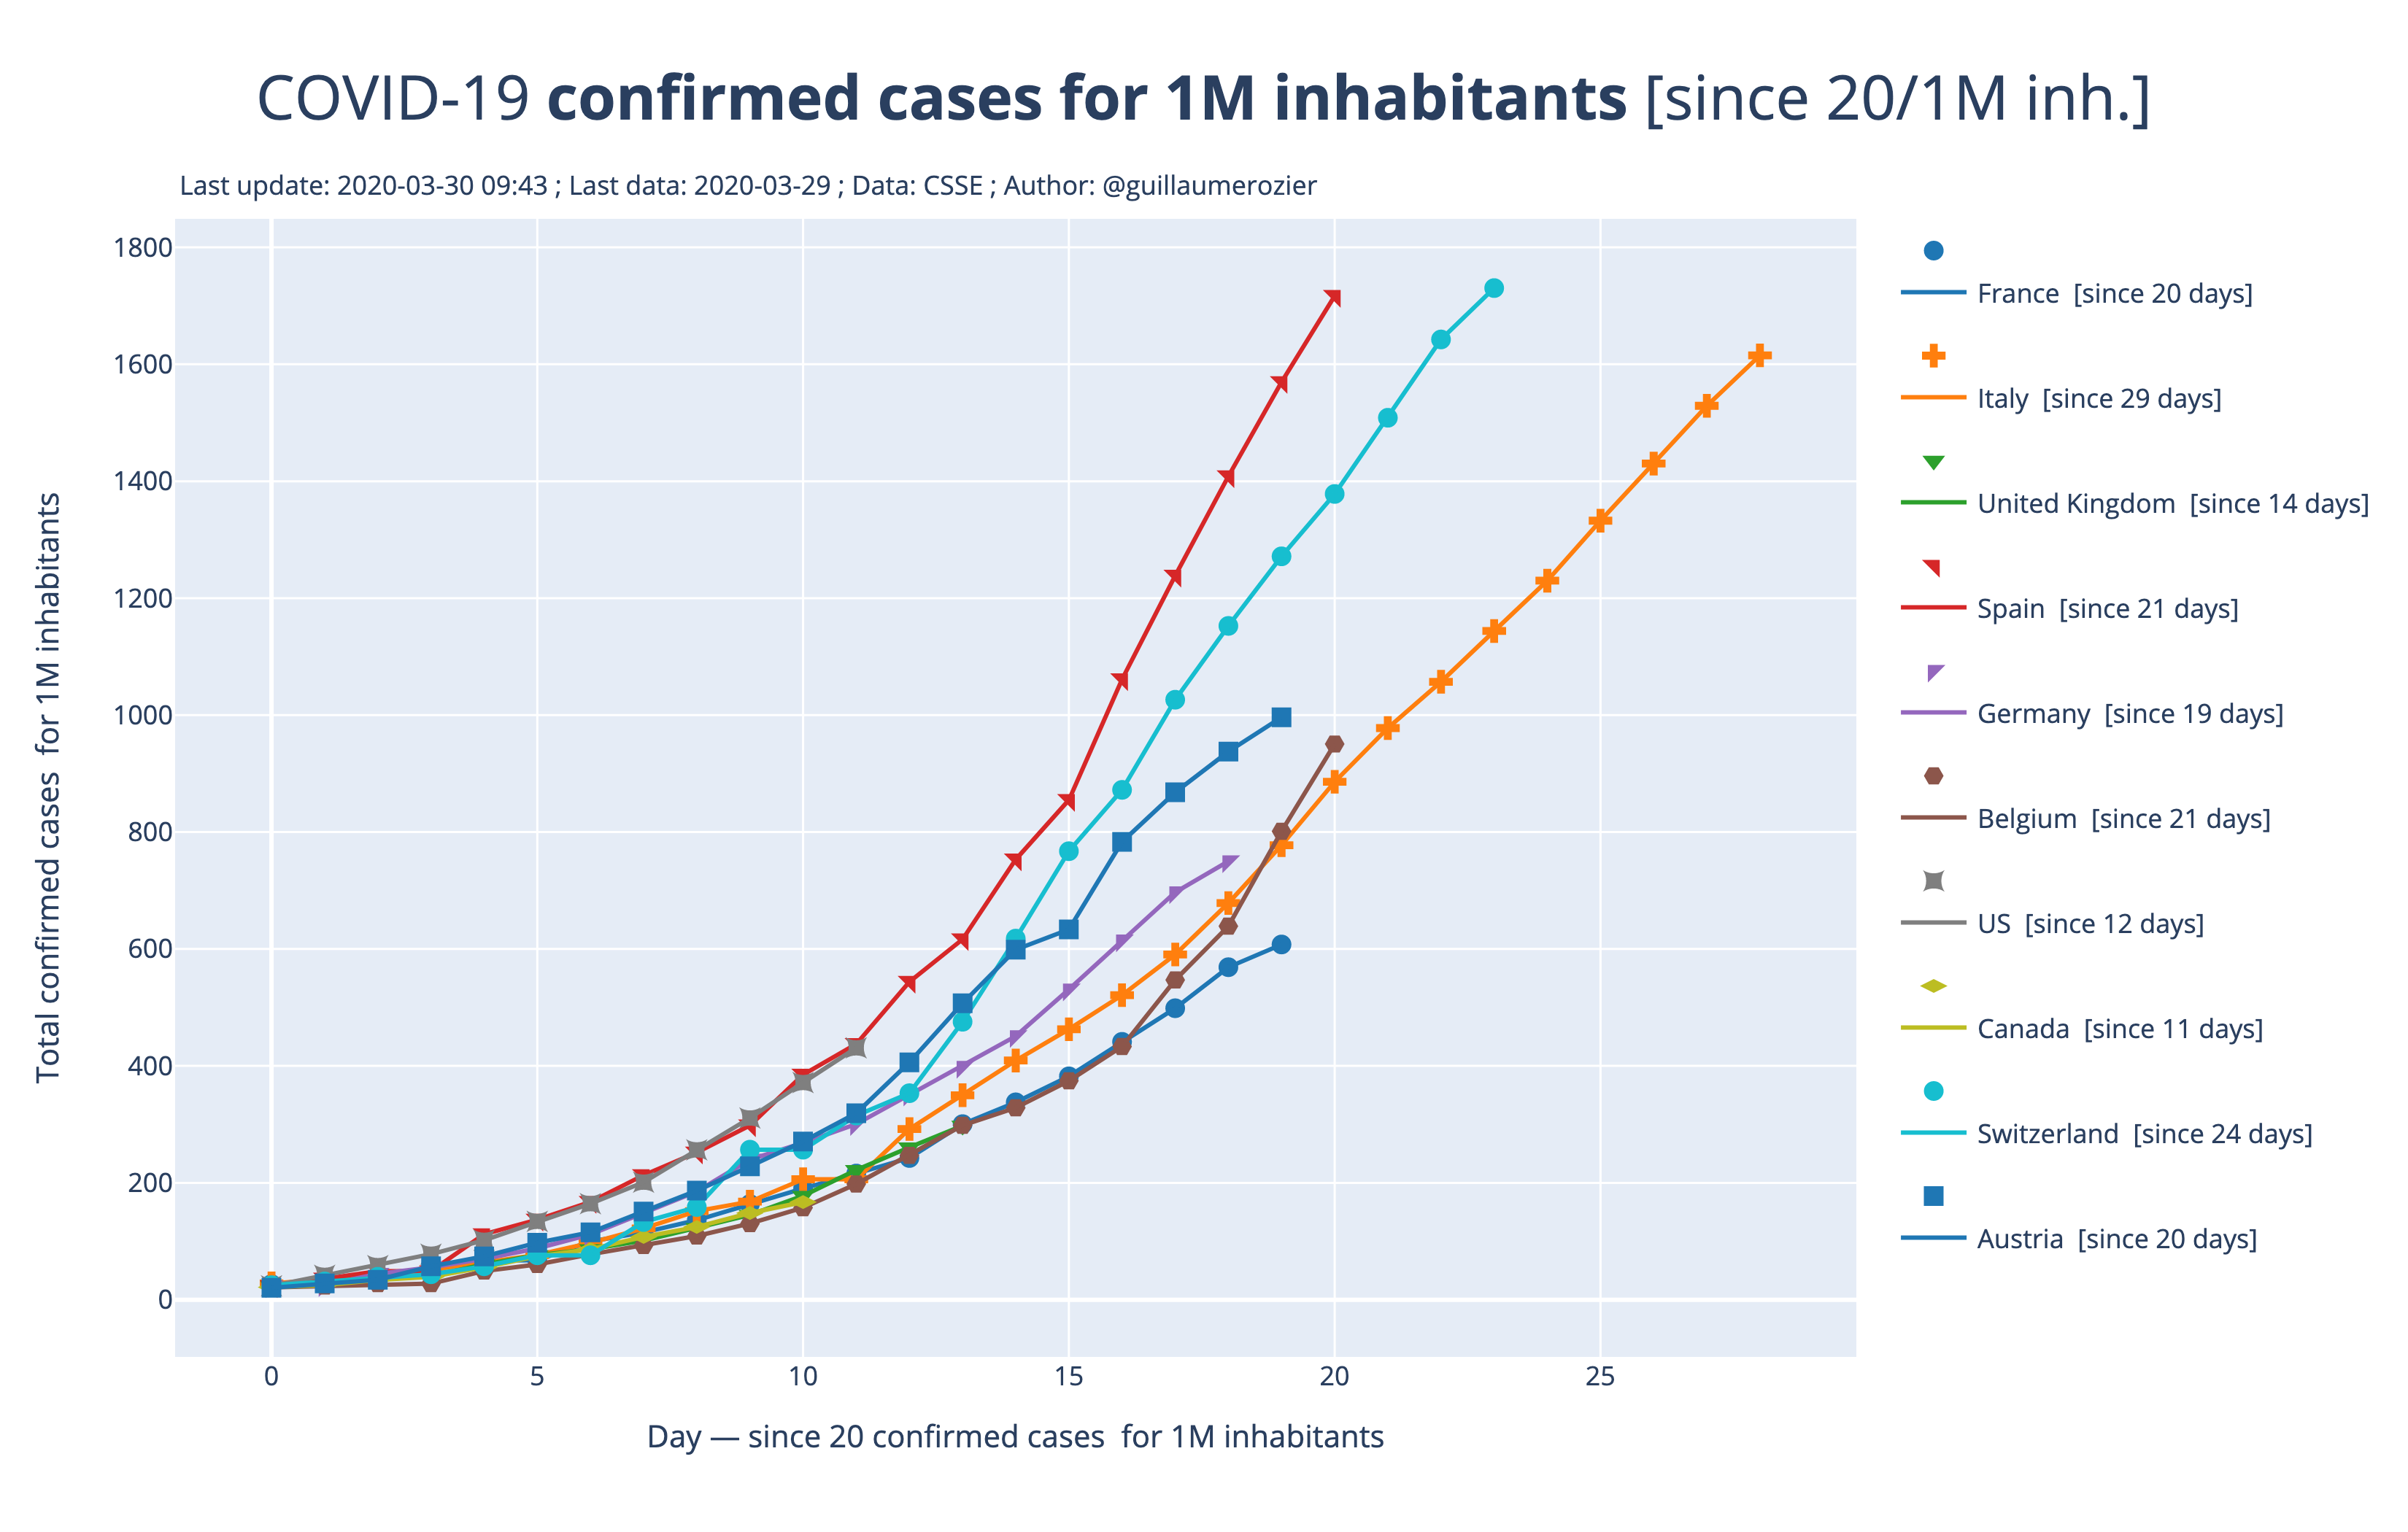 COVID-19 confirmed cases for 1M inhabitants [since 20/1M inh.]
Last update: 2020-03-30 09:43 ; Last data: 2020-03-29 ; Data: CSSE ; Author: @guillaumerozier
Total confirmed cases for 1M inhabitants
1800
1600
1400
1200
1000
800
600
400
200
0
0 5 10 15 20 25
Day — since 20 confirmed cases for 1M inhabitants
France [since 20 days]
Italy [since 29 days]
United Kingdom [since 14 days]
Spain [since 21 days]
Germany [since 19 days]
Belgium [since 21 days]
US [since 12 days]
Canada [since 11 days]
Switzerland [since 24 days]
Austria [since 20 days]